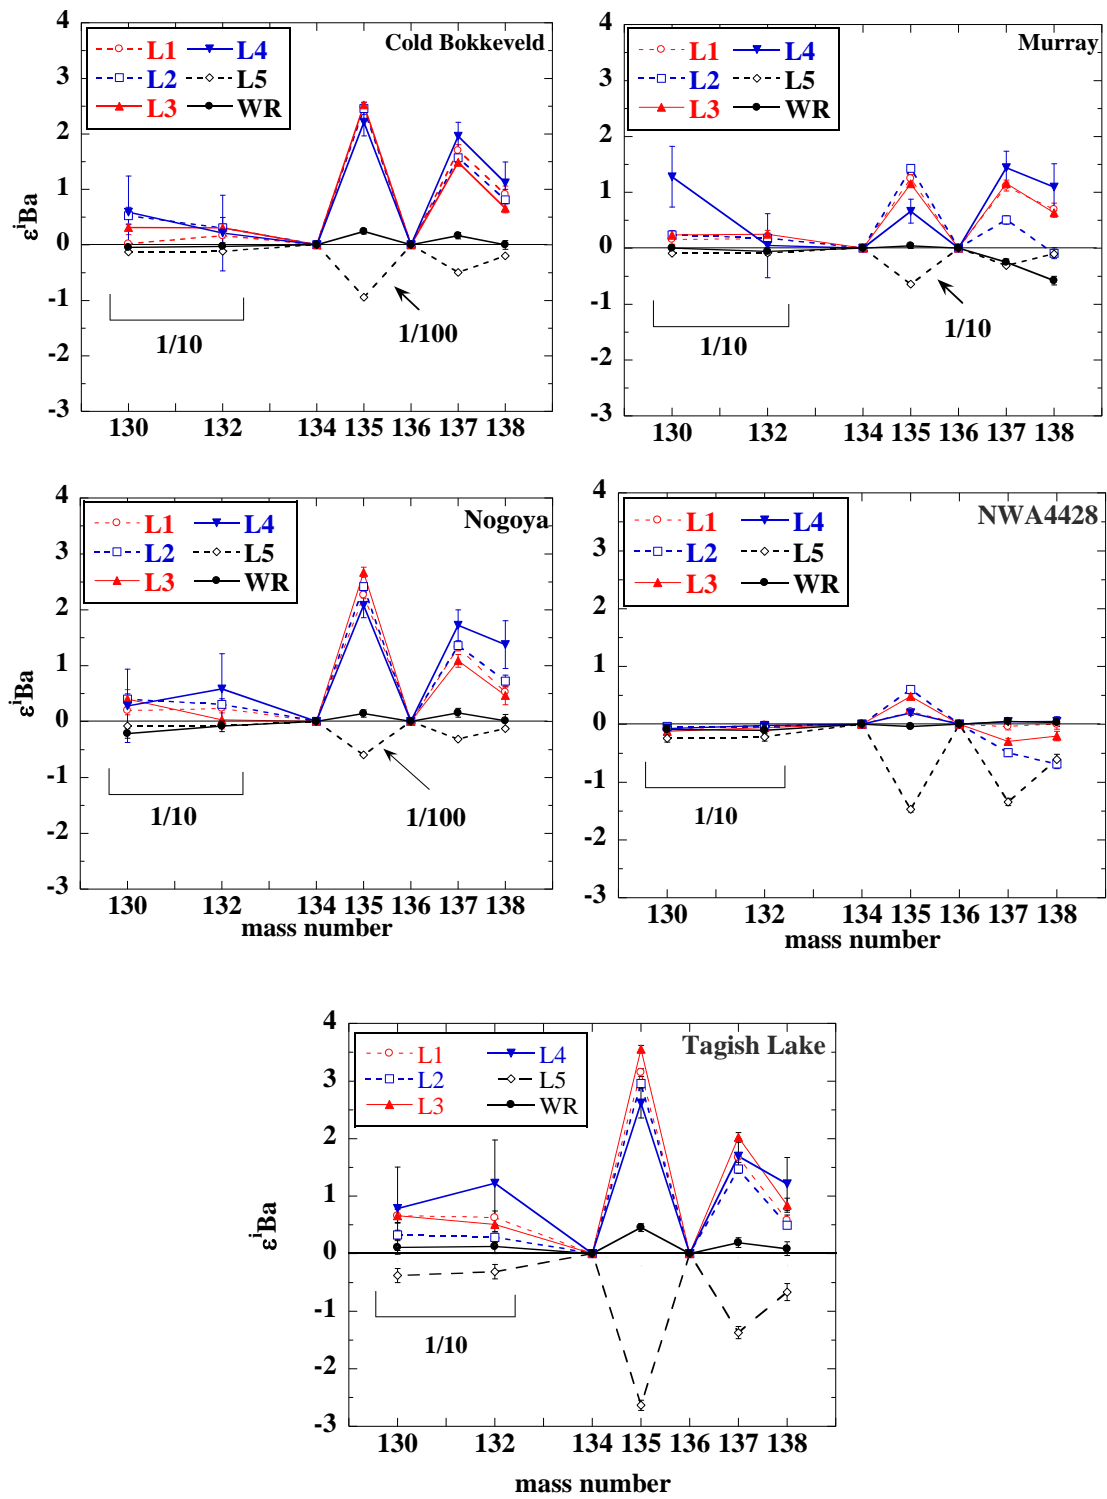 Cold Bokkeveld
L1 L4
L2 L5
L3 WR
εⁱBa
4
3
2
1
0
-1
-2
-3
1/10
1/100
130 132 134 135 136 137 138
Murray
L1 L4
L2 L5
L3 WR
4
3
2
1
0
-1
-2
-3
1/10
1/10
130 132 134 135 136 137 138
Nogoya
L1 L4
L2 L5
L3 WR
εⁱBa
4
3
2
1
0
-1
-2
-3
1/10
1/100
130 132 134 135 136 137 138
mass number
NWA4428
L1 L4
L2 L5
L3 WR
4
3
2
1
0
-1
-2
-3
1/10
130 132 134 135 136 137 138
mass number
Tagish Lake
L1 L4
L2 L5
L3 WR
εⁱBa
4
3
2
1
0
-1
-2
-3
1/10
130 132 134 135 136 137 138
mass number